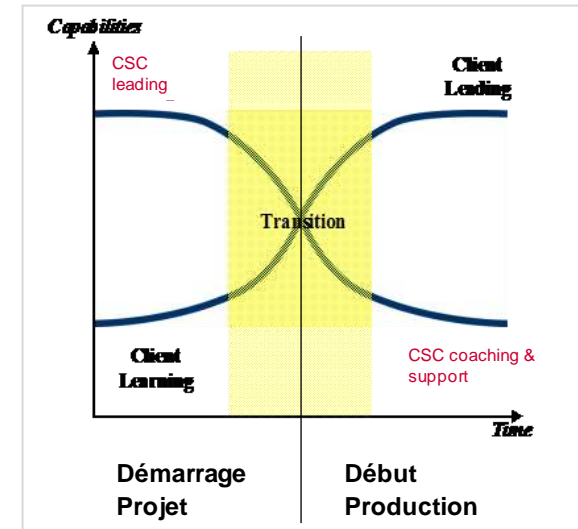 Capabilities
CSC
leading
Client
Leading
Transition
Client
Learning
CSC coaching &
support
Time
Démarrage
Projet
Début
Production